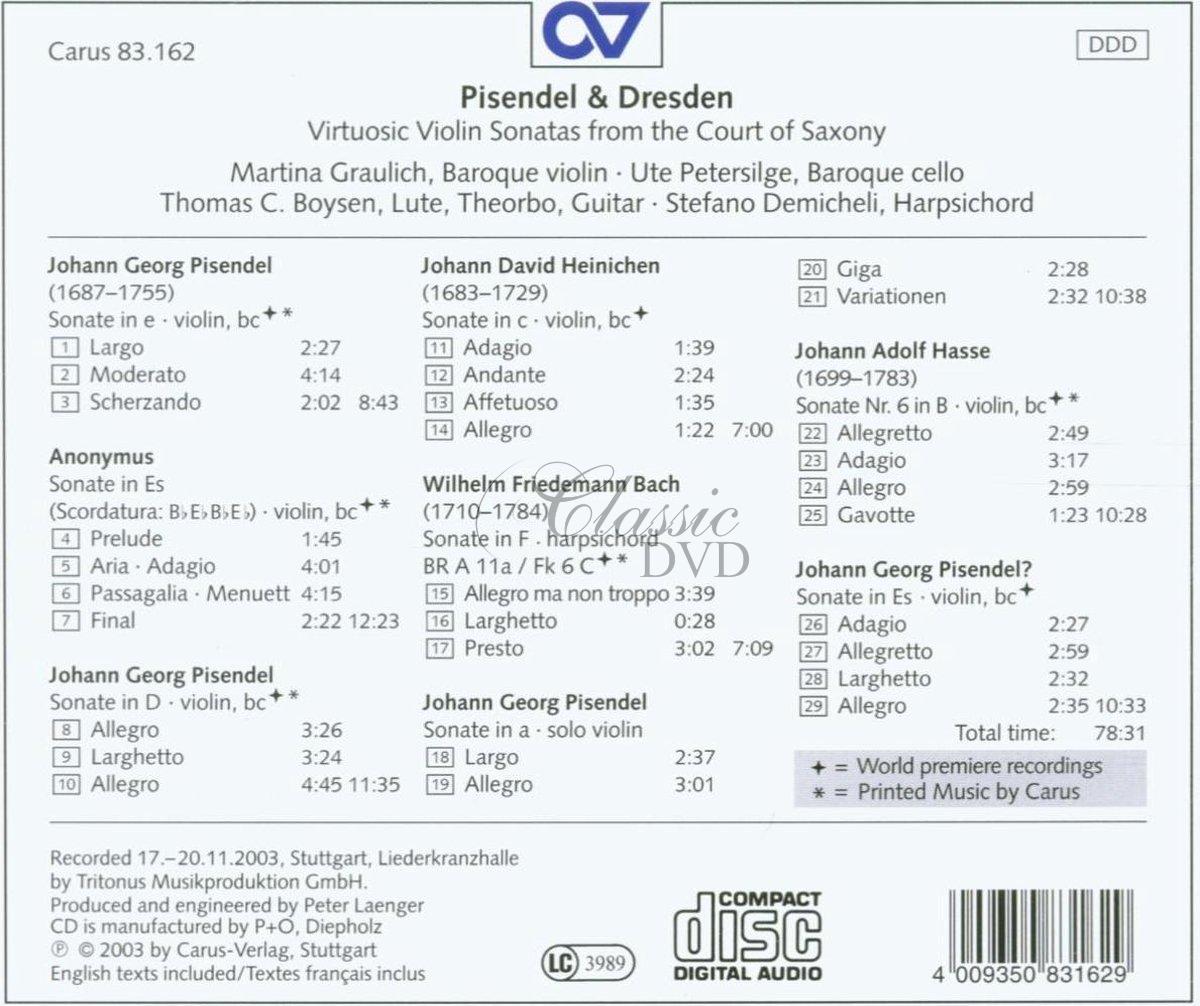 Carus 83.162
DDD
Pisendel & Dresden
Virtuosic Violin Sonatas from the Court of Saxony
Martina Graulich, Baroque violin · Ute Petersilge, Baroque cello
Thomas C. Boysen, Lute, Theorbo, Guitar · Stefano Demicheli, Harpsichord
Johann Georg Pisendel
(1687–1755)
Sonate in e · violin, bc✦*
1 Largo 2:27
2 Moderato 4:14
3 Scherzando 2:02 8:43
Anonymus
Sonate in Es
(Scordatura: B♭E♭B♭E♭) · violin, bc✦*
4 Prelude 1:45
5 Aria · Adagio 4:01
6 Passagalia · Menuett 4:15
7 Final 2:22 12:23
Johann Georg Pisendel
Sonate in D · violin, bc✦*
8 Allegro 3:26
9 Larghetto 3:24
10 Allegro 4:45 11:35
Johann David Heinichen
(1683–1729)
Sonate in c · violin, bc✦
11 Adagio 1:39
12 Andante 2:24
13 Affetuoso 1:35
14 Allegro 1:22 7:00
Wilhelm Friedemann Bach
(1710–1784)
Sonate in F · harpsichord
BR A 11a / Fk 6 C✦*
15 Allegro ma non troppo 3:39
16 Larghetto 0:28
17 Presto 3:02 7:09
Johann Georg Pisendel
Sonate in a · solo violin
18 Largo 2:37
19 Allegro 3:01
20 Giga 2:28
21 Variationen 2:32 10:38
Johann Adolf Hasse
(1699–1783)
Sonate Nr. 6 in B · violin, bc✦*
22 Allegretto 2:49
23 Adagio 3:17
24 Allegro 2:59
25 Gavotte 1:23 10:28
Johann Georg Pisendel?
Sonate in Es · violin, bc✦
26 Adagio 2:27
27 Allegretto 2:59
28 Larghetto 2:32
29 Allegro 2:35 10:33
Total time: 78:31
✦ = World premiere recordings
* = Printed Music by Carus
Classic
DVD
Recorded 17.–20.11.2003, Stuttgart, Liederkranzhalle
by Tritonus Musikproduktion GmbH.
Produced and engineered by Peter Laenger
CD is manufactured by P+O, Diepholz
℗ © 2003 by Carus-Verlag, Stuttgart
English texts included/Textes français inclus
LC 3989
COMPACT
disc
DIGITAL AUDIO
4 009350 831629